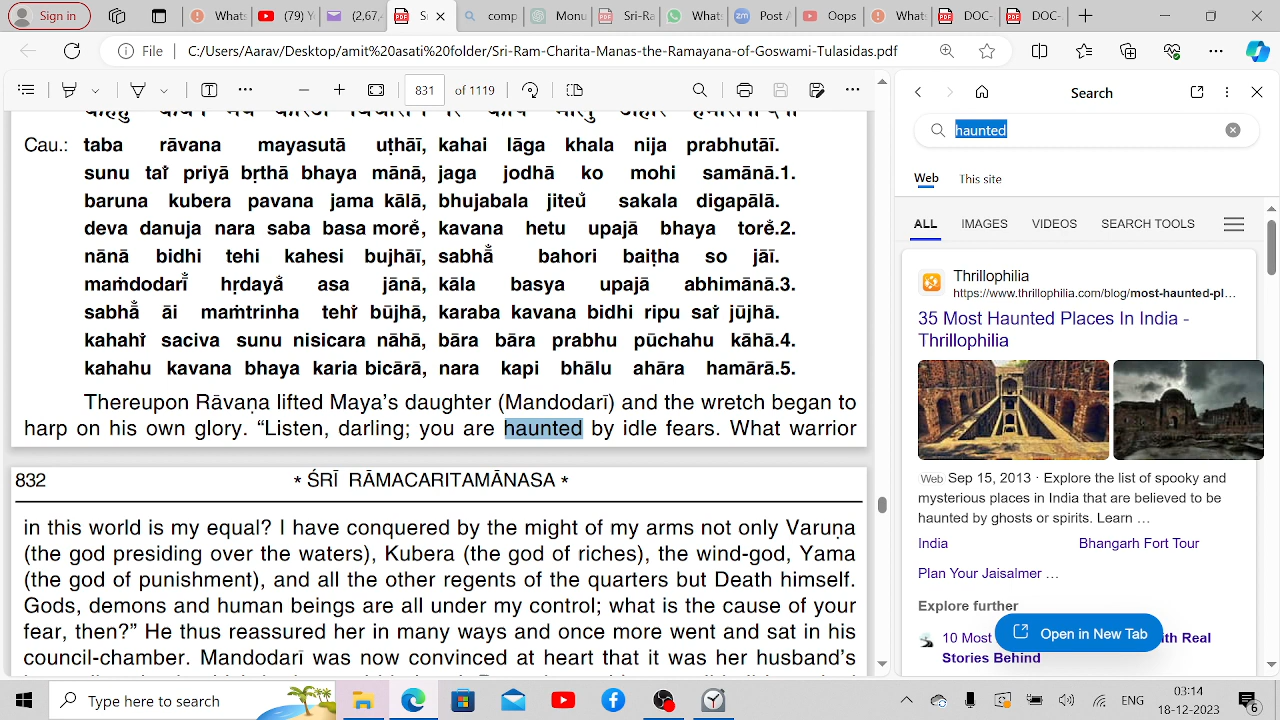 Sign in
Whats
79 Y
2,67,
S
comp
Monu
Sri-Ra
Whats
Post A
Oops
Whats
DOC
DOC-
File
C:/Users/Aarav/Desktop/amit%20asati%20folder/Sri-Ram-Charita-Manas-the-Ramayana-of-Goswami-Tulasidas.pdf
831 of 1119
Search
haunted
Web This site
ALL IMAGES VIDEOS SEARCH TOOLS
Cau.: taba rāvana mayasutā uṭhāī, kahai lāga khala nija prabhutāī.
sunu taiँ priyā bṛthā bhaya mānā, jaga jodhā ko mohi samānā.1.
baruna kubera pavana jama kālā, bhujabala jiteuँ sakala digapālā.
deva danuja nara saba basa moreँ, kavana hetu upajā bhaya toreँ.2.
nānā bidhi tehi kahesi bujhāī, sabhāँ bahori baiṭha so jāī.
maṁdodarīँ hṛdayaँ asa jānā, kāla basya upajā abhimānā.3.
sabhāँ āi maṁtrinha tehiँ būjhā, karaba kavana bidhi ripu saiँ jūjhā.
kahahiँ saciva sunu nisicara nāhā, bāra bāra prabhu pūchahu kāhā.4.
kahahu kavana bhaya karia bicārā, nara kapi bhālu ahāra hamārā.5.
Thereupon Rāvaṇa lifted Maya's daughter (Mandodarī) and the wretch began to
harp on his own glory. "Listen, darling; you are haunted by idle fears. What warrior
832 * ŚRĪ RĀMACARITAMĀNASA *
in this world is my equal? I have conquered by the might of my arms not only Varuṇa
(the god presiding over the waters), Kubera (the god of riches), the wind-god, Yama
(the god of punishment), and all the other regents of the quarters but Death himself.
Gods, demons and human beings are all under my control; what is the cause of your
fear, then?" He thus reassured her in many ways and once more went and sat in his
council-chamber. Mandodarī was now convinced at heart that it was her husband's
Thrillophilia
https://www.thrillophilia.com/blog/most-haunted-pl...
35 Most Haunted Places In India -
Thrillophilia
Web Sep 15, 2013 · Explore the list of spooky and
mysterious places in India that are believed to be
haunted by ghosts or spirits. Learn …
India Bhangarh Fort Tour
Plan Your Jaisalmer …
Explore further
10 Most th Real
Stories Behind
Open in New Tab
Type here to search
ENG
03:14
18-12-2023
6